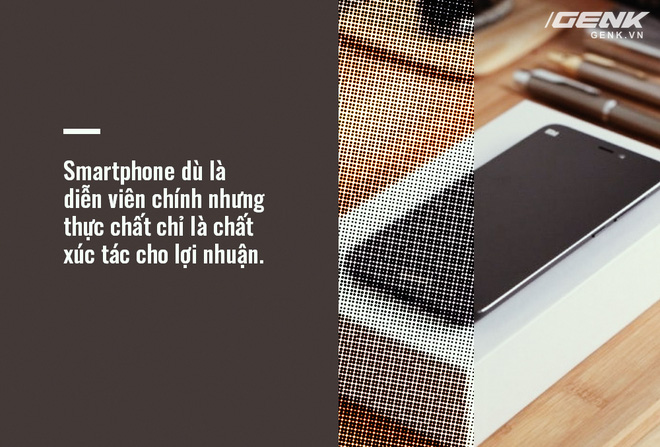 GENK
GENK.VN
Smartphone dù là
diễn viên chính nhưng
thực chất chỉ là chất
xúc tác cho lợi nhuận.